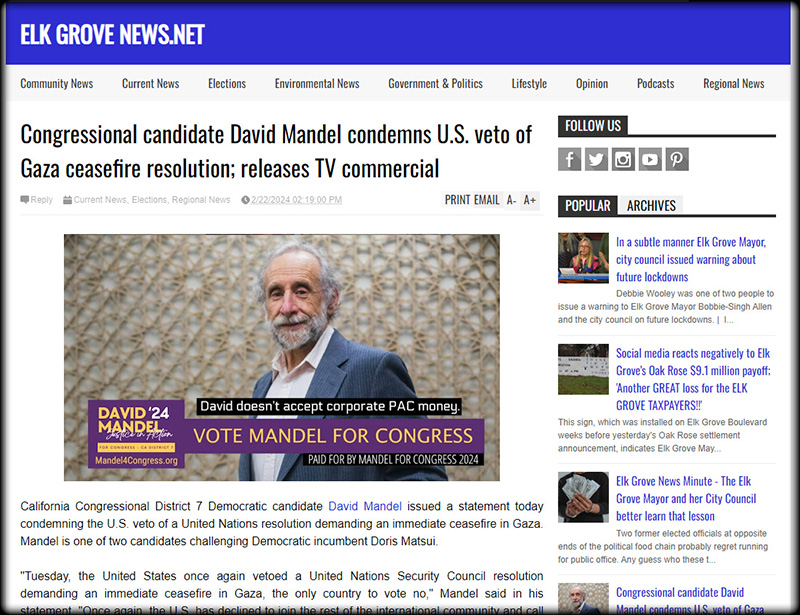 ELK GROVE NEWS.NET
Community News Current News Elections Environmental News Government & Politics Lifestyle Opinion Podcasts Regional News
Congressional candidate David Mandel condemns U.S. veto of
Gaza ceasefire resolution; releases TV commercial
Reply Current News, Elections, Regional News 2/22/2024 02:19:00 PM PRINT EMAIL A- A+
DAVID '24
MANDEL
Justice in Action
FOR CONGRESS - CA DISTRICT 7
Mandel4Congress.org
David doesn't accept corporate PAC money.
VOTE MANDEL FOR CONGRESS
PAID FOR BY MANDEL FOR CONGRESS 2024
California Congressional District 7 Democratic candidate David Mandel issued a statement today
condemning the U.S. veto of a United Nations resolution demanding an immediate ceasefire in Gaza.
Mandel is one of two candidates challenging Democratic incumbent Doris Matsui.
"Tuesday, the United States once again vetoed a United Nations Security Council resolution
demanding an immediate ceasefire in Gaza, the only country to vote no," Mandel said in his
statement. "Once again, the U.S. has declined to join the rest of the international community and call
FOLLOW US
POPULAR ARCHIVES
In a subtle manner Elk Grove Mayor,
city council issued warning about
future lockdowns
Debbie Wooley was one of two people to
issue a warning to Elk Grove Mayor Bobbie-Singh Allen
and the city council on future lockdowns. | I...
Social media reacts negatively to Elk
Grove's Oak Rose $9.1 million payoff;
'Another GREAT loss for the ELK
GROVE TAXPAYERS!!'
This sign, which was installed on Elk Grove Boulevard
weeks before yesterday's Oak Rose settlement
announcement, indicates Elk Grove May...
Elk Grove News Minute - The Elk
Grove Mayor and her City Council
better learn that lesson
Two former elected officials at opposite
ends of the political food chain probably regret running
for public office. Any guess who these t...
Congressional candidate David
Mandel condemns U.S. veto of Gaza